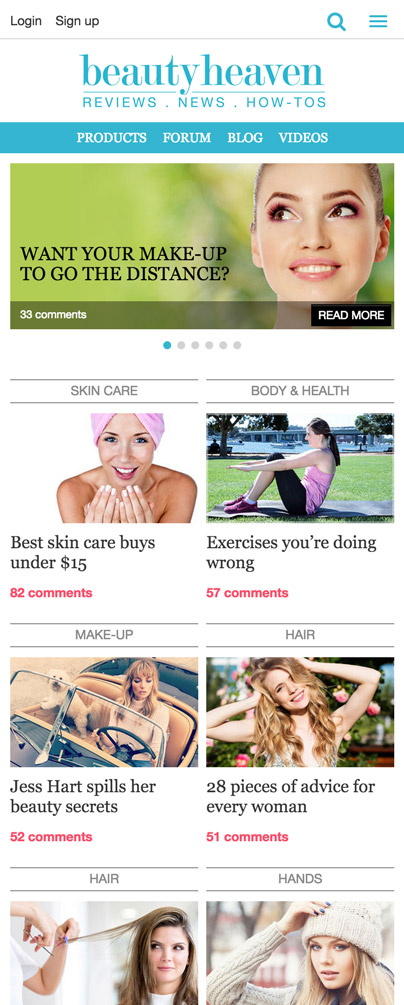 Login Sign up
beautyheaven
REVIEWS . NEWS . HOW-TOS
PRODUCTS FORUM BLOG VIDEOS
WANT YOUR MAKE-UP
TO GO THE DISTANCE?
33 comments READ MORE
SKIN CARE
Best skin care buys
under $15
82 comments
BODY & HEALTH
Exercises you’re doing
wrong
57 comments
MAKE-UP
Jess Hart spills her
beauty secrets
52 comments
HAIR
28 pieces of advice for
every woman
51 comments
HAIR
HANDS